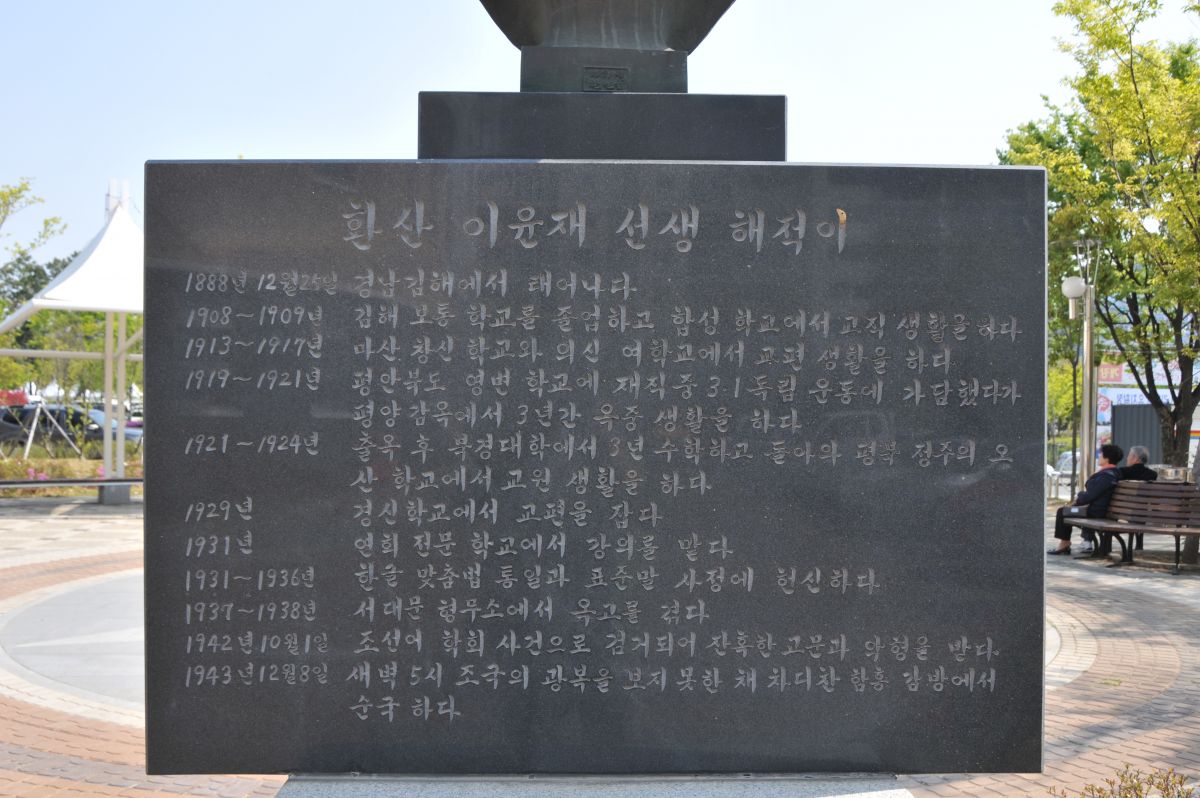 환산 이윤재 선생 해적이
1888년 12월25일 경남김해에서 태어나다
1908~1909년 김해 보통 학교를 졸업하고 합성 학교에서 교직 생활을 하다
1913~1917년 마산 창신 학교와 의신 여학교에서 교편 생활을 하다
1919~1921년 평안북도 영변 학교에 재직중 3·1독립 운동에 가담했다가
평양 감옥에서 3년간 옥중 생활을 하다
1921~1924년 출옥 후 북경대학에서 3년 수학하고 돌아와 평북 정주의 오
산 학교에서 교원 생활을 하다
1929년 경신학교에서 교편을 잡다
1931년 연희 전문 학교에서 강의를 맡다
1931~1936년 한글 맞춤법 통일과 표준말 사정에 헌신하다
1937~1938년 서대문 형무소에서 옥고를 겪다
1942년10월1일 조선어 학회 사건으로 검거되어 잔혹한 고문과 악형을 받다.
1943년12월8일 새벽 5시 조국의 광복을 보지 못한 채 차디찬 함흥 감방에서
순국 하다